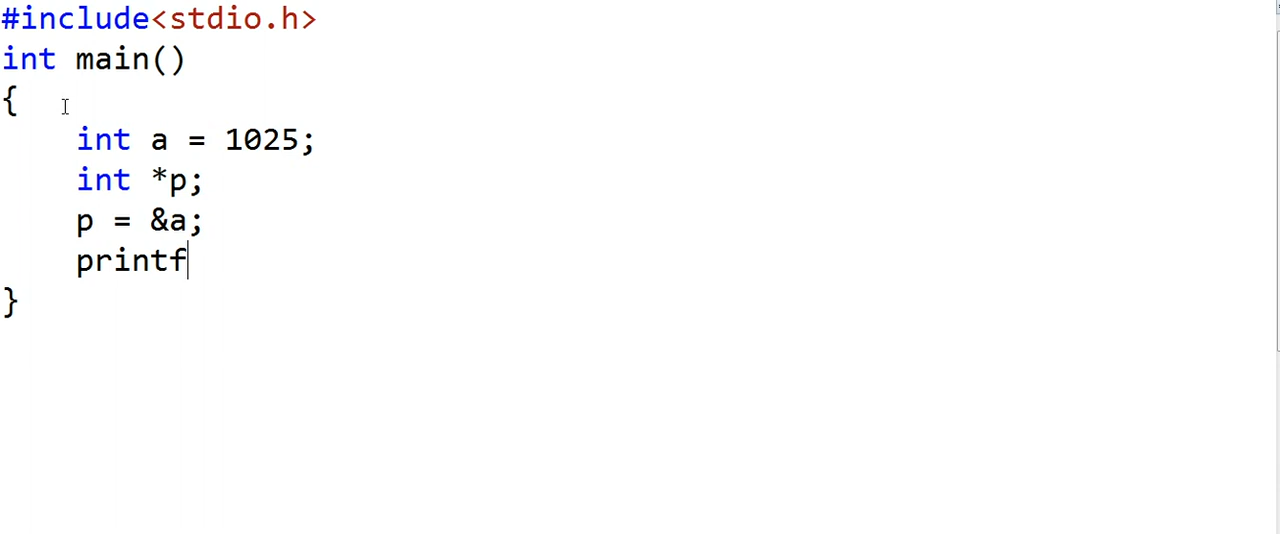 #include<stdio.h>
int main()
{
    int a = 1025;
    int *p;
    p = &a;
    printf
}